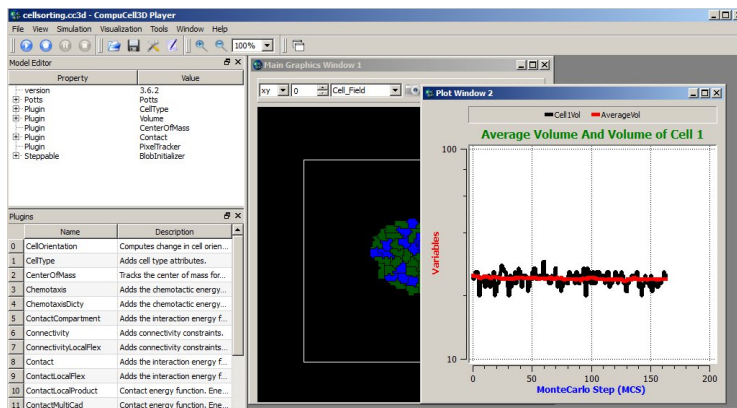 cellsorting.cc3d - CompuCell3D Player
File View Simulation Visualization Tools Window Help
100%
Model Editor
Property Value
version 3.6.2
Potts Potts
Plugin CellType
Plugin Volume
Plugin CenterOfMass
Plugin Contact
Plugin PixelTracker
Steppable BlobInitializer
Plugins
Name Description
0 CellOrientation Computes change in cell orien...
1 CellType Adds cell type attributes.
2 CenterOfMass Tracks the center of mass for...
3 Chemotaxis Adds the chemotactic energy...
4 ChemotaxisDicty Adds the chemotactic energy...
5 ContactCompartment Adds the interaction energy f...
6 Connectivity Adds connectivity constraints.
7 ConnectivityLocalFlex Adds connectivity constraints...
8 Contact Adds the interaction energy f...
9 ContactLocalFlex Adds the interaction energy f...
10 ContactLocalProduct Contact energy function. Ene...
11 ContactMultiCad Contact energy function. Ene...
Main Graphics Window 1
xy 0 Cell_Field
Plot Window 2
Cell1Vol AverageVol
Average Volume And Volume of Cell 1
100
Variables
10
0 50 100 150 200
MonteCarlo Step (MCS)